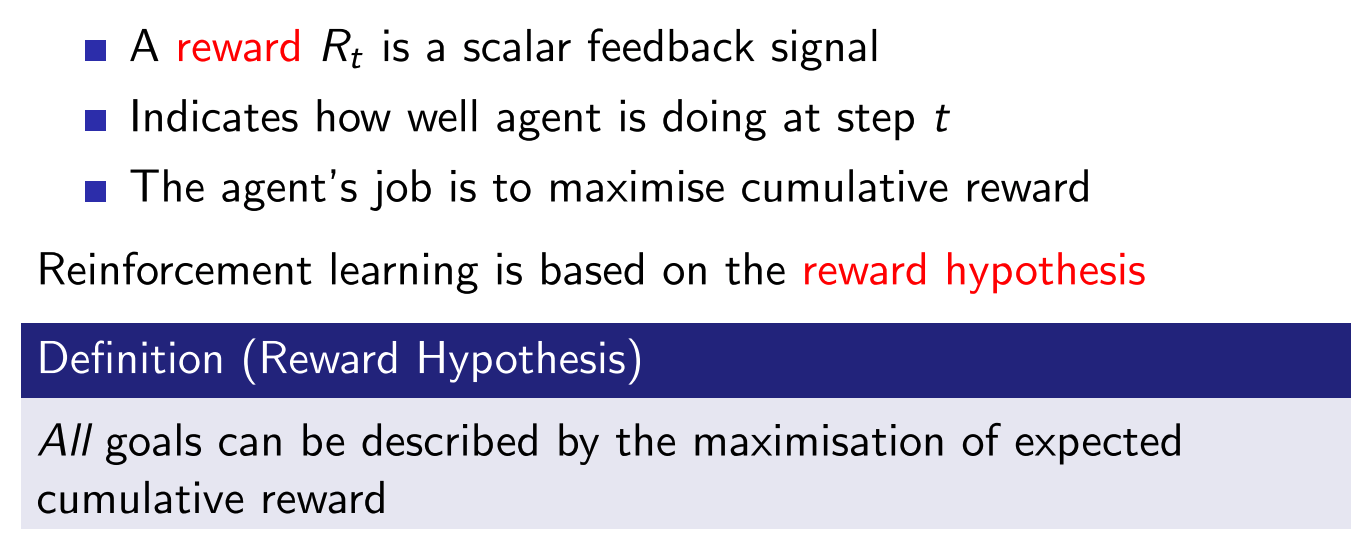 A reward Rt is a scalar feedback signal
Indicates how well agent is doing at step t
The agent's job is to maximise cumulative reward
Reinforcement learning is based on the reward hypothesis
Definition (Reward Hypothesis)
All goals can be described by the maximisation of expected
cumulative reward